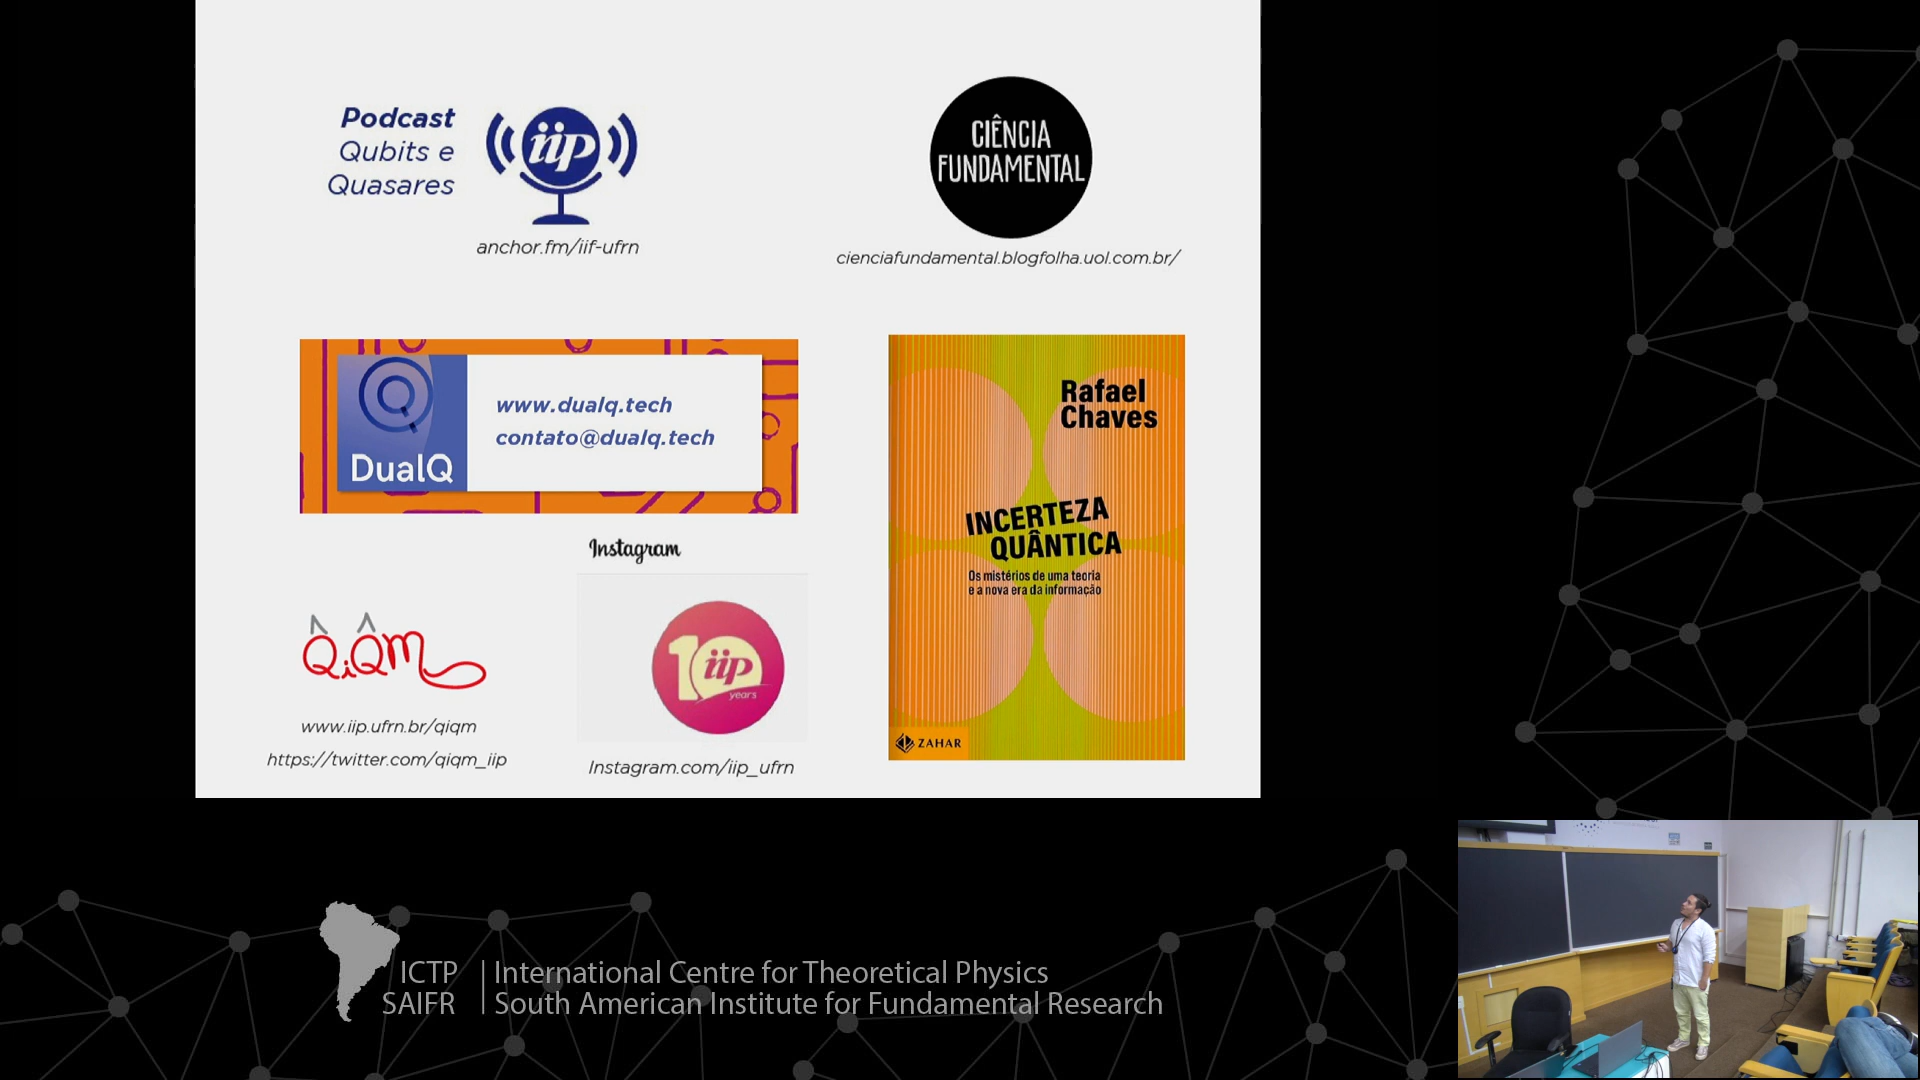 Podcast
Qubits e
Quasares
iip
anchor.fm/iif-ufrn
CIÊNCIA
FUNDAMENTAL
cienciafundamental.blogfolha.uol.com.br/
DualQ
www.dualq.tech
contato@dualq.tech
Rafael
Chaves
INCERTEZA
QUÂNTICA
Os mistérios de uma teoria
e a nova era da informação
ZAHAR
Instagram
QiQm
10 iip
years
www.iip.ufrn.br/qiqm
https://twitter.com/qiqm_iip
Instagram.com/iip_ufrn
ICTP | International Centre for Theoretical Physics
SAIFR | South American Institute for Fundamental Research